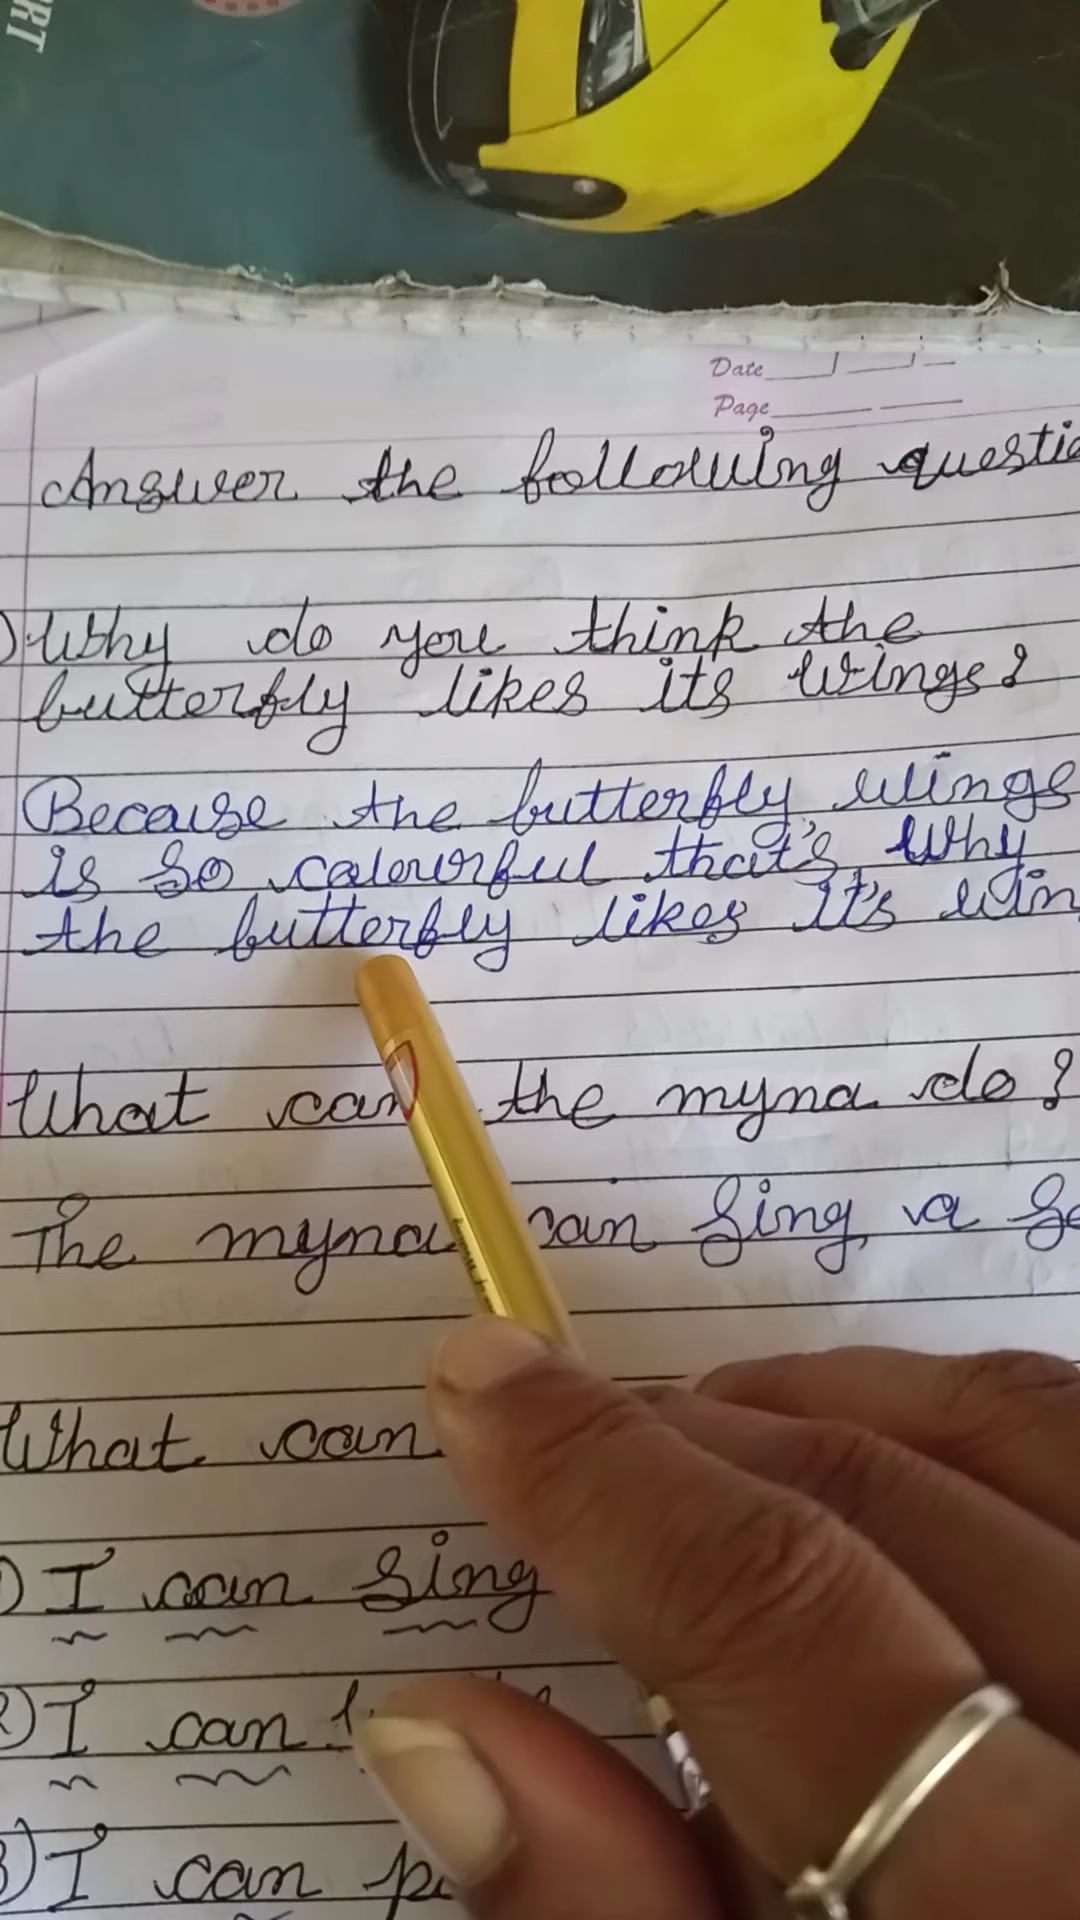 Date
Page
Answer the following
Why do you think the
butterfly likes its wings?
Because the butterfly wings
is so colourful that's why
the butterfly likes it's
What can the myna do?
The myna can sing a
What can
I can sing
2) I can
3) I can